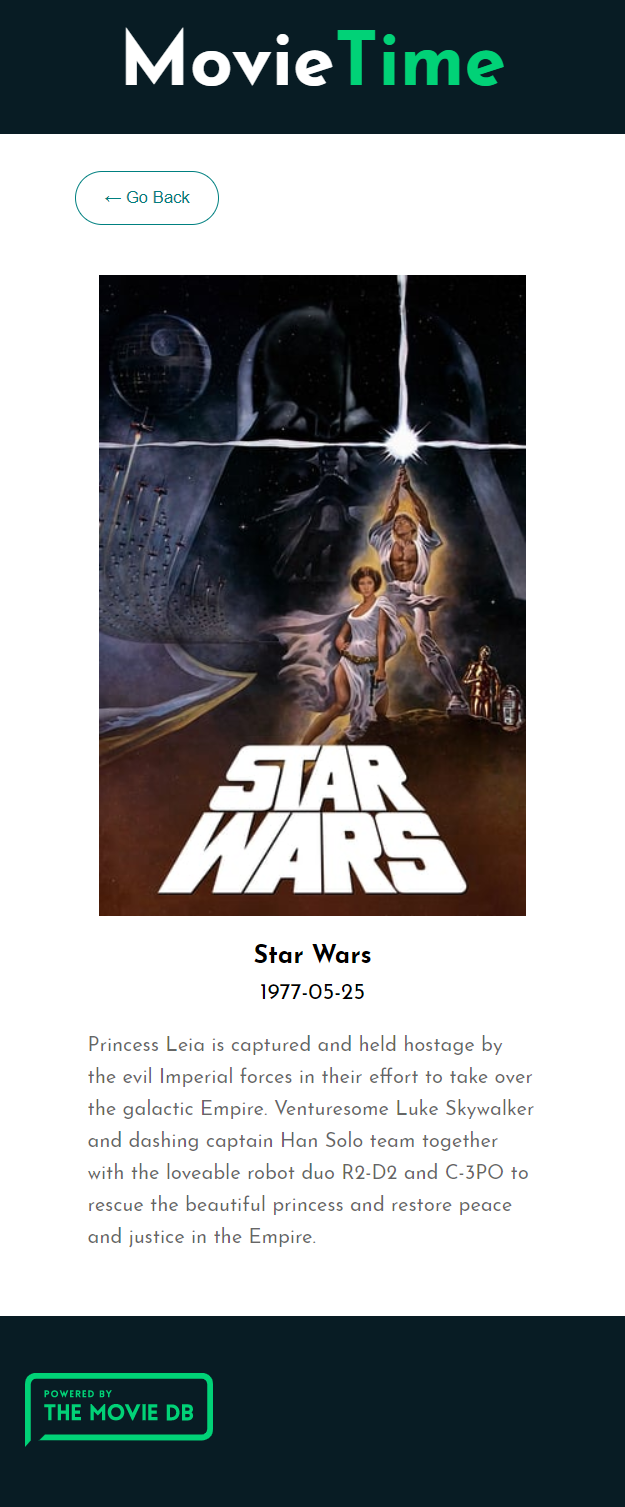 MovieTime
← Go Back
STAR
WARS
Star Wars
1977-05-25
Princess Leia is captured and held hostage by
the evil Imperial forces in their effort to take over
the galactic Empire. Venturesome Luke Skywalker
and dashing captain Han Solo team together
with the loveable robot duo R2-D2 and C-3PO to
rescue the beautiful princess and restore peace
and justice in the Empire.
POWERED BY
THE MOVIE DB